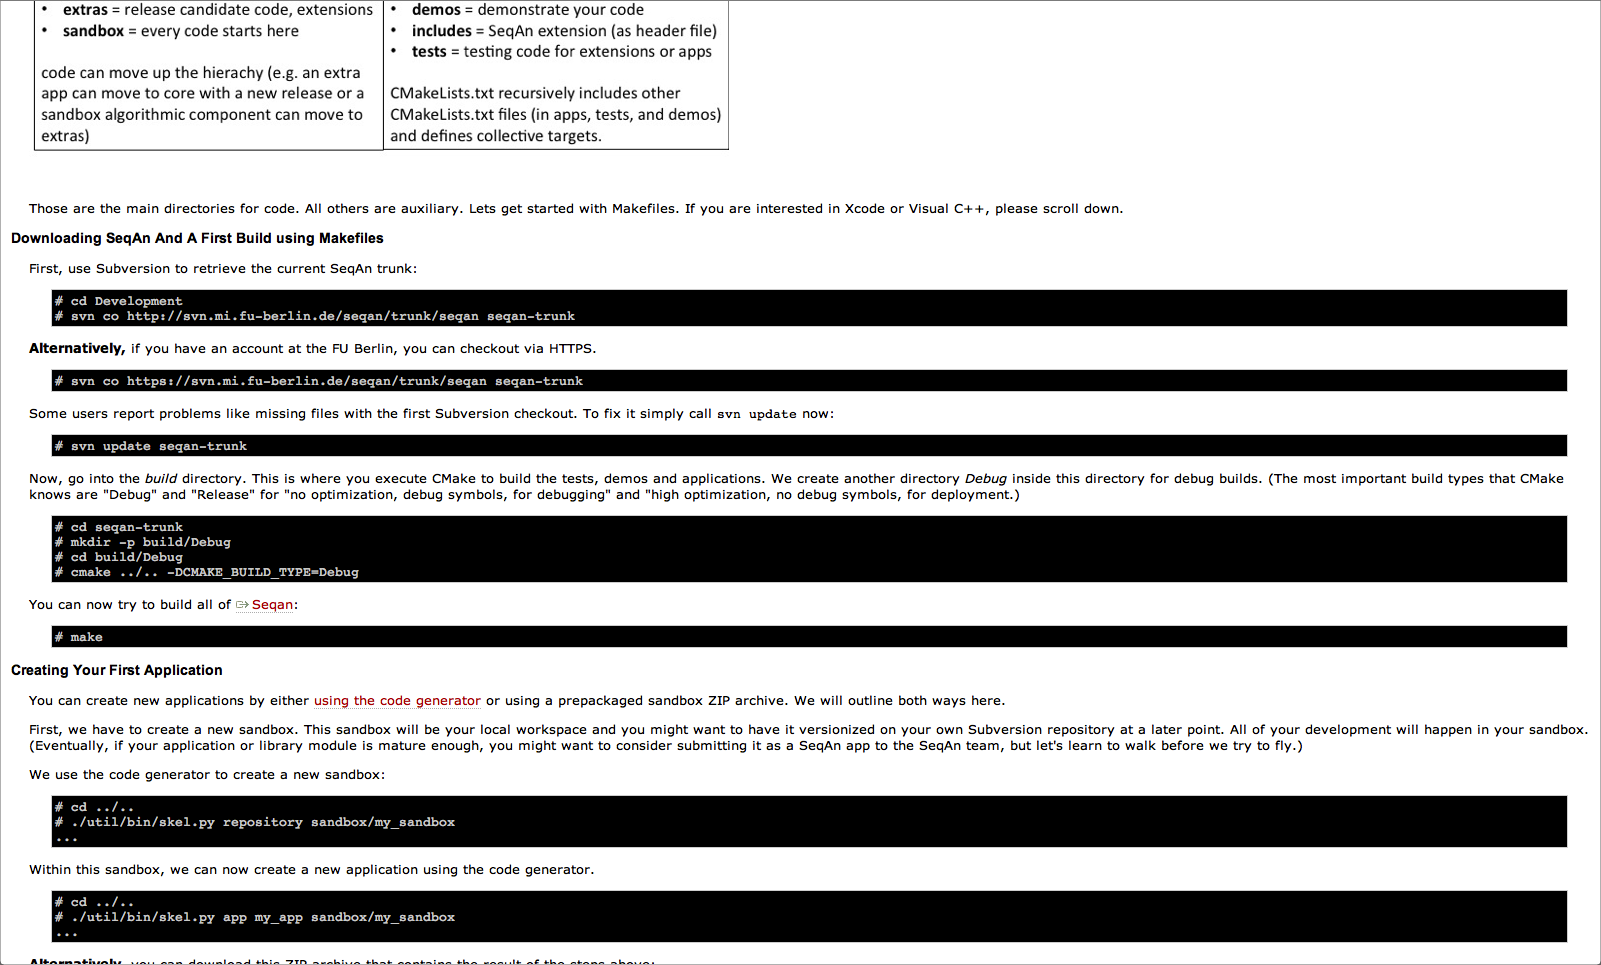 • extras = release candidate code, extensions
• sandbox = every code starts here
code can move up the hierachy (e.g. an extra
app can move to core with a new release or a
sandbox algorithmic component can move to
extras)
• demos = demonstrate your code
• includes = SeqAn extension (as header file)
• tests = testing code for extensions or apps
CMakeLists.txt recursively includes other
CMakeLists.txt files (in apps, tests, and demos)
and defines collective targets.
Those are the main directories for code. All others are auxiliary. Lets get started with Makefiles. If you are interested in Xcode or Visual C++, please scroll down.
Downloading SeqAn And A First Build using Makefiles
First, use Subversion to retrieve the current SeqAn trunk:
# cd Development
# svn co http://svn.mi.fu-berlin.de/seqan/trunk/seqan seqan-trunk
Alternatively, if you have an account at the FU Berlin, you can checkout via HTTPS.
# svn co https://svn.mi.fu-berlin.de/seqan/trunk/seqan seqan-trunk
Some users report problems like missing files with the first Subversion checkout. To fix it simply call svn update now:
# svn update seqan-trunk
Now, go into the build directory. This is where you execute CMake to build the tests, demos and applications. We create another directory Debug inside this directory for debug builds. (The most important build types that CMake
knows are "Debug" and "Release" for "no optimization, debug symbols, for debugging" and "high optimization, no debug symbols, for deployment.)
# cd seqan-trunk
# mkdir -p build/Debug
# cd build/Debug
# cmake ../.. -DCMAKE_BUILD_TYPE=Debug
You can now try to build all of Seqan:
# make
Creating Your First Application
You can create new applications by either using the code generator or using a prepackaged sandbox ZIP archive. We will outline both ways here.
First, we have to create a new sandbox. This sandbox will be your local workspace and you might want to have it versionized on your own Subversion repository at a later point. All of your development will happen in your sandbox.
(Eventually, if your application or library module is mature enough, you might want to consider submitting it as a SeqAn app to the SeqAn team, but let's learn to walk before we try to fly.)
We use the code generator to create a new sandbox:
# cd ../..
# ./util/bin/skel.py repository sandbox/my_sandbox
...
Within this sandbox, we can now create a new application using the code generator.
# cd ../..
# ./util/bin/skel.py app my_app sandbox/my_sandbox
...
Alternatively, you can download this ZIP archive that contains the result of the steps above: